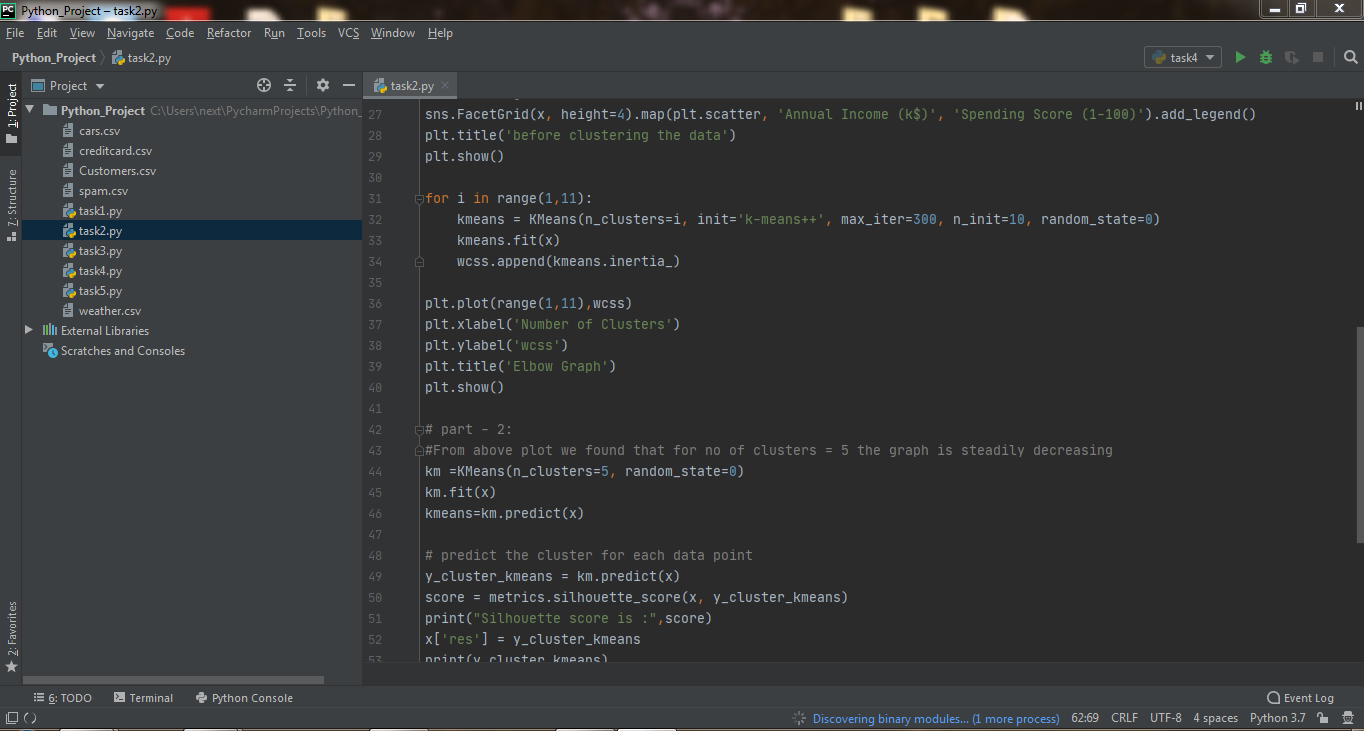 PC Python_Project – task2.py
File Edit View Navigate Code Refactor Run Tools VCS Window Help
Python_Project task2.py task4
Project task2.py
1: Project
7: Structure
2: Favorites
Python_Project C:\Users\next\PycharmProjects\Python_
cars.csv
creditcard.csv
Customers.csv
spam.csv
task1.py
task2.py
task3.py
task4.py
task5.py
weather.csv
External Libraries
Scratches and Consoles
27 sns.FacetGrid(x, height=4).map(plt.scatter, 'Annual Income (k$)', 'Spending Score (1-100)').add_legend()
28 plt.title('before clustering the data')
29 plt.show()
30
31 for i in range(1,11):
32 kmeans = KMeans(n_clusters=i, init='k-means++', max_iter=300, n_init=10, random_state=0)
33 kmeans.fit(x)
34 wcss.append(kmeans.inertia_)
35
36 plt.plot(range(1,11),wcss)
37 plt.xlabel('Number of Clusters')
38 plt.ylabel('wcss')
39 plt.title('Elbow Graph')
40 plt.show()
41
42 # part - 2:
43 #From above plot we found that for no of clusters = 5 the graph is steadily decreasing
44 km =KMeans(n_clusters=5, random_state=0)
45 km.fit(x)
46 kmeans=km.predict(x)
47
48 # predict the cluster for each data point
49 y_cluster_kmeans = km.predict(x)
50 score = metrics.silhouette_score(x, y_cluster_kmeans)
51 print("Silhouette score is :",score)
52 x['res'] = y_cluster_kmeans
53 print(y_cluster_kmeans)
6: TODO Terminal Python Console Event Log
Discovering binary modules... (1 more process) 62:69 CRLF UTF-8 4 spaces Python 3.7